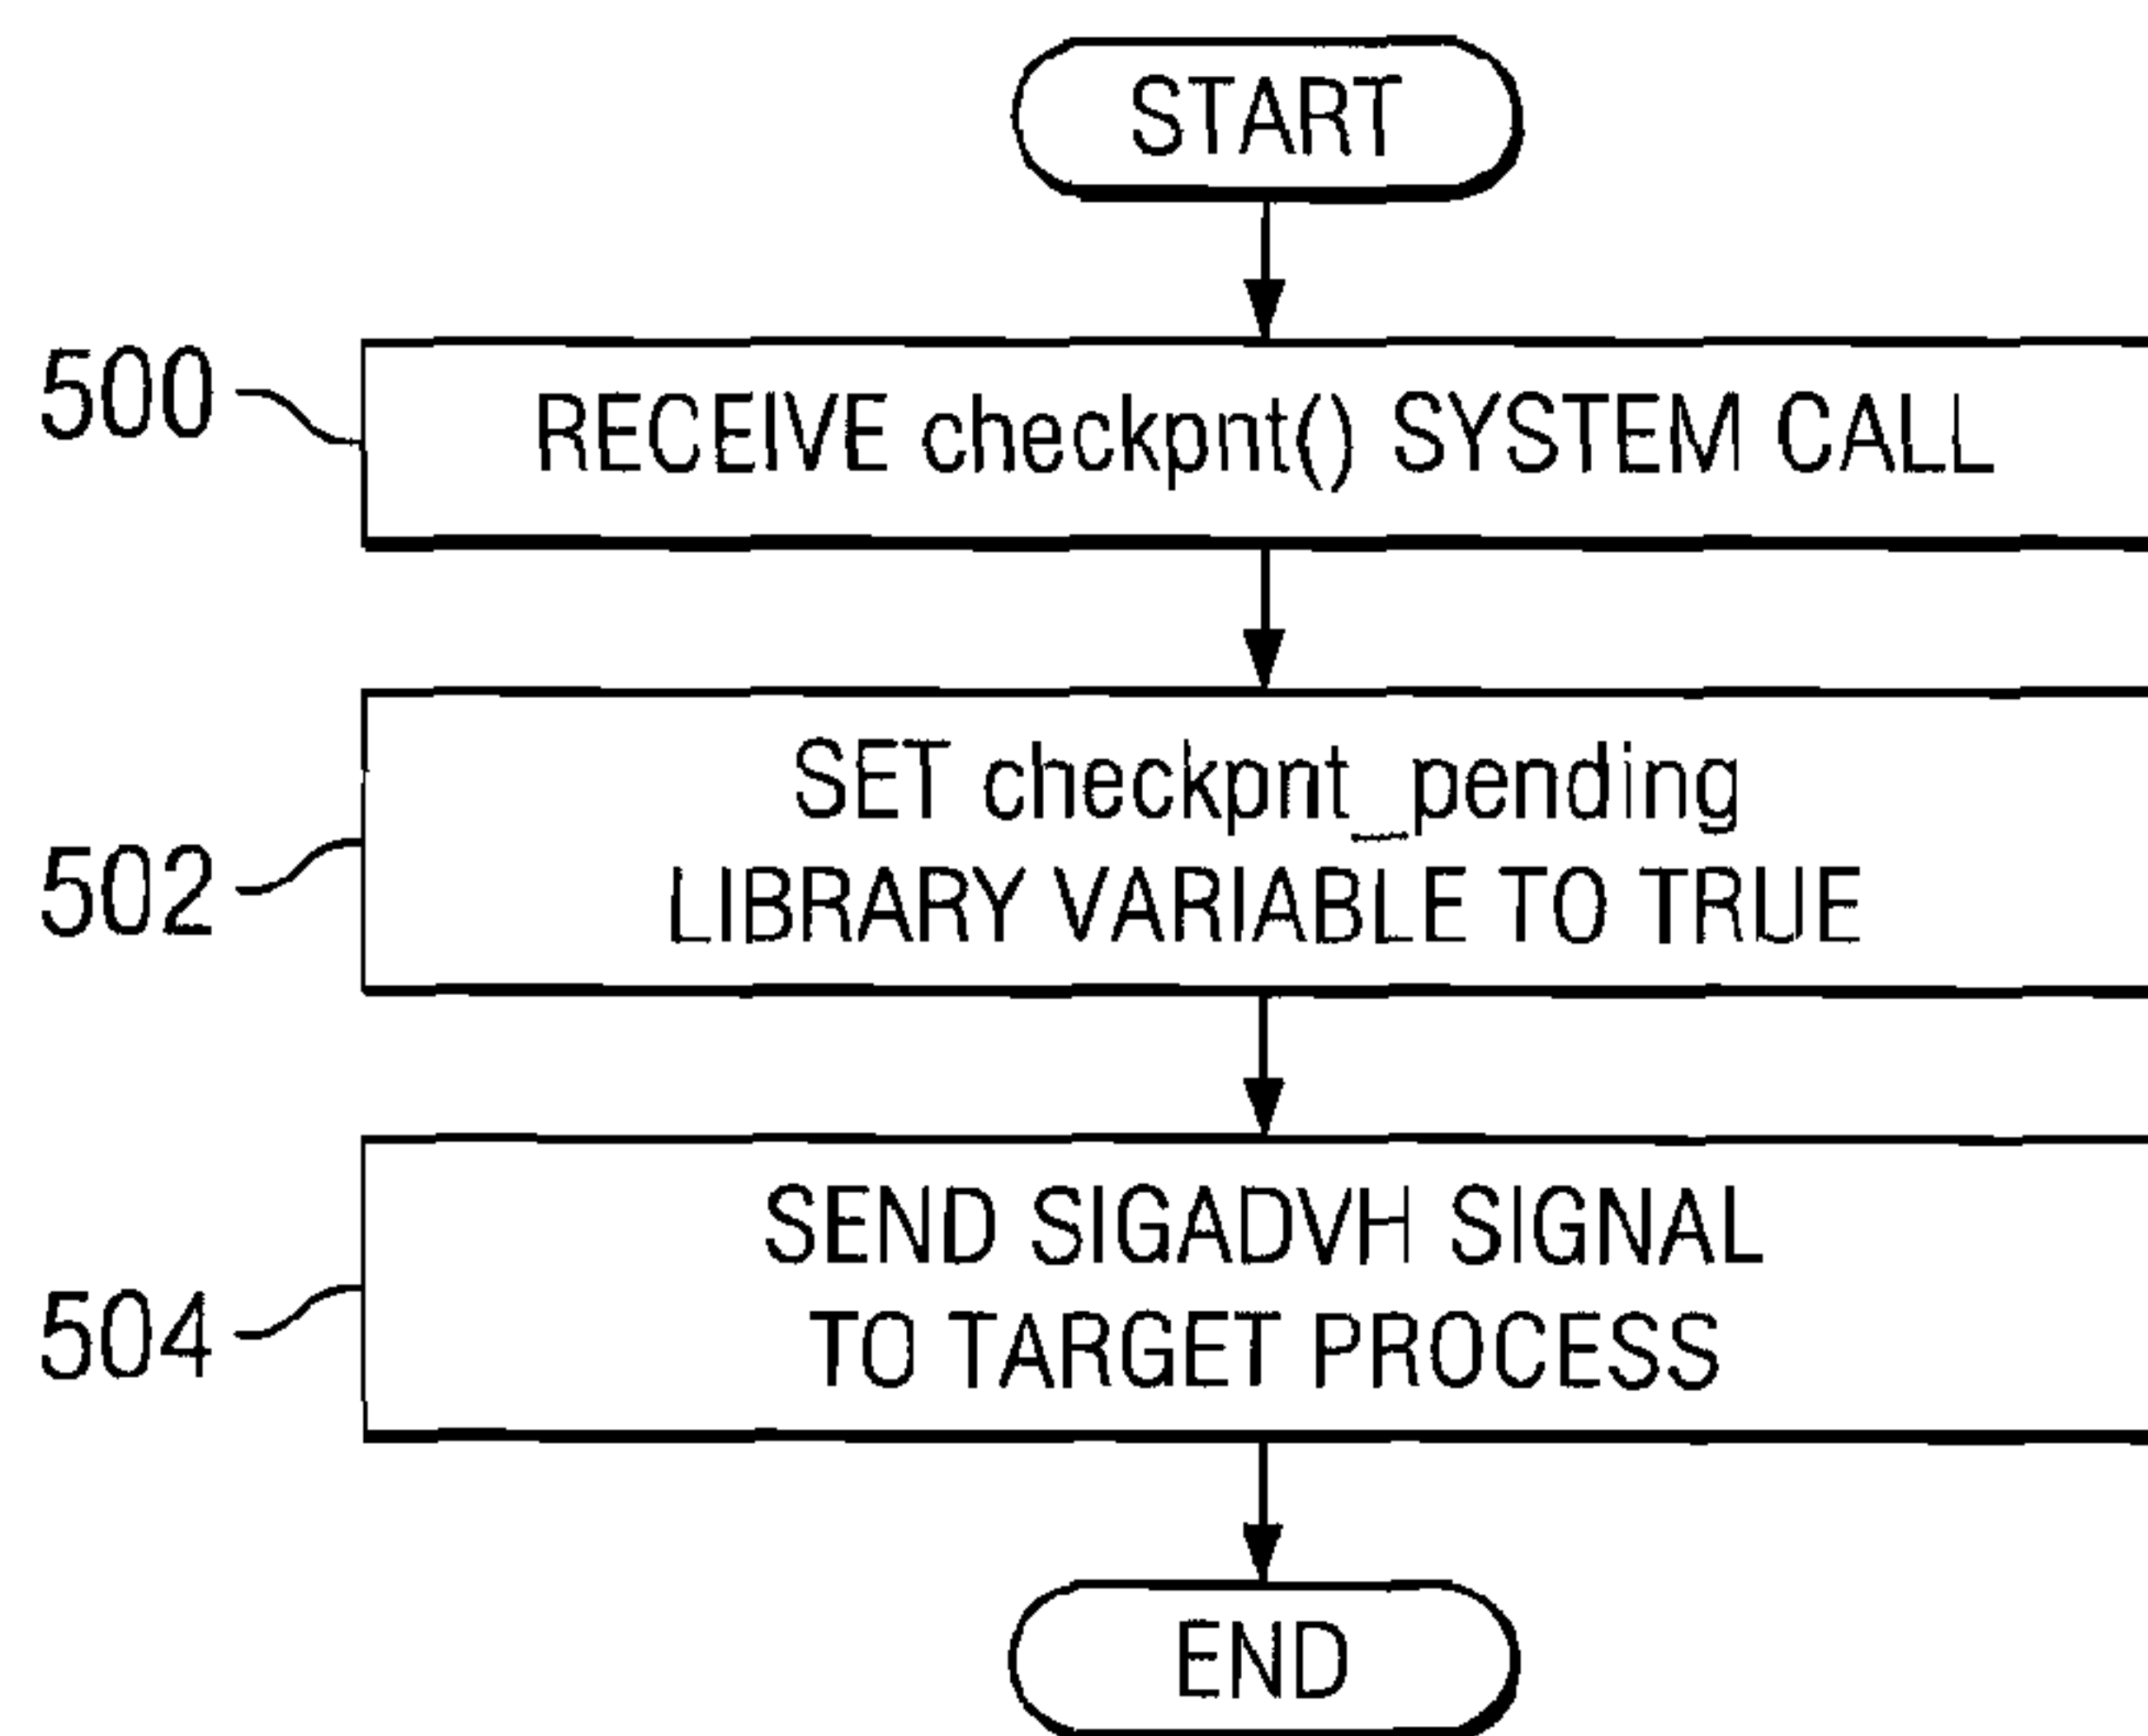 START
500
RECEIVE checkpnt() SYSTEM CALL
SET checkpnt_pending
LIBRARY VARIABLE TO TRUE
502
SEND SIGADVH SIGNAL
TO TARGET PROCESS
504
END